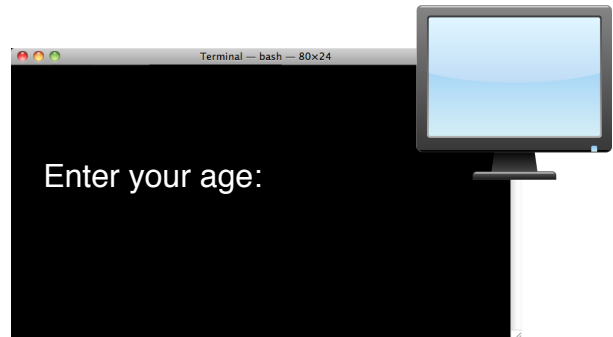 Terminal — bash — 80×24
Enter your age: